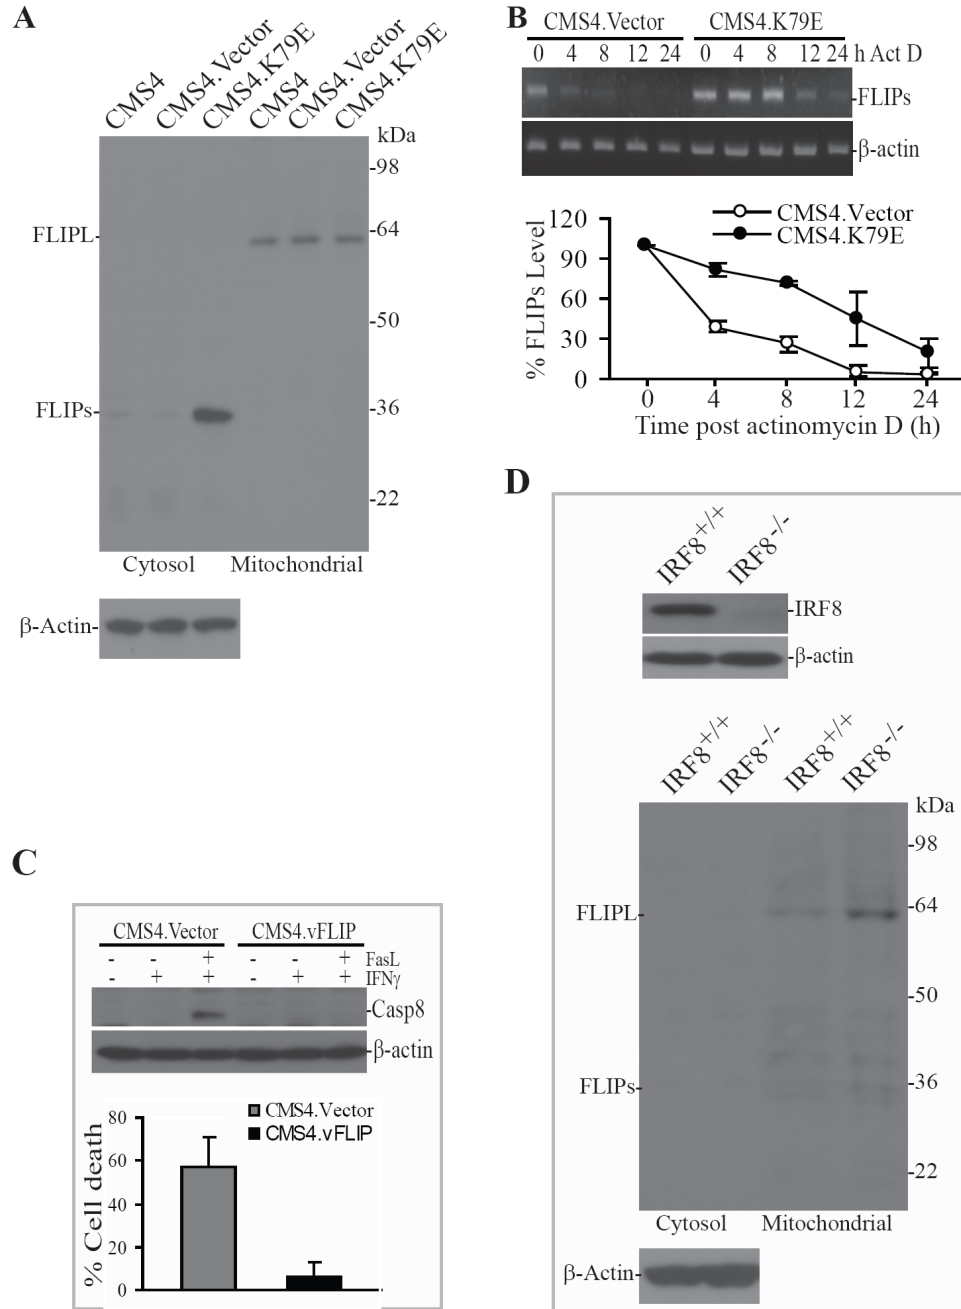 A
CMS4
CMS4.Vector
CMS4.K79E
CMS4
CMS4.Vector
CMS4.K79E
kDa
-98
FLIPL-
-64
-50
FLIPs-
-36
-22
Cytosol Mitochondrial
β-Actin-
B
CMS4.Vector CMS4.K79E
0 4 8 12 24 0 4 8 12 24 h Act D
-FLIPs
-β-actin
CMS4.Vector
CMS4.K79E
% FLIPs Level
120
90
60
30
0
0 4 8 12 24
Time post actinomycin D (h)
C
CMS4.Vector CMS4.vFLIP
- - + - - + FasL
- + + - + + IFNγ
-Casp8
-β-actin
CMS4.Vector
CMS4.vFLIP
% Cell death
80
60
40
20
0
D
IRF8+/+
IRF8-/-
-IRF8
-β-actin
IRF8+/+
IRF8-/-
IRF8+/+
IRF8-/-
kDa
-98
FLIPL-
-64
-50
FLIPs-
-36
-22
Cytosol Mitochondrial
β-Actin-